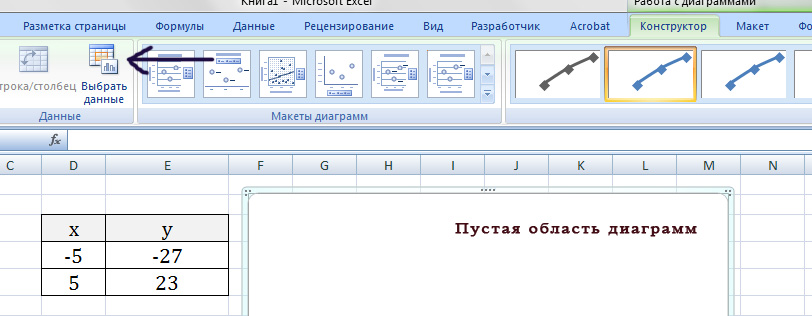 Книга1 - Microsoft Excel
Работа с диаграммами
Разметка страницы Формулы Данные Рецензирование Вид Разработчик Acrobat Конструктор Макет
трока/столбец Выбрать данные
Данные Макеты диаграмм
fx
C D E F G H I J K L M N
Пустая область диаграмм
x y
-5 -27
5 23